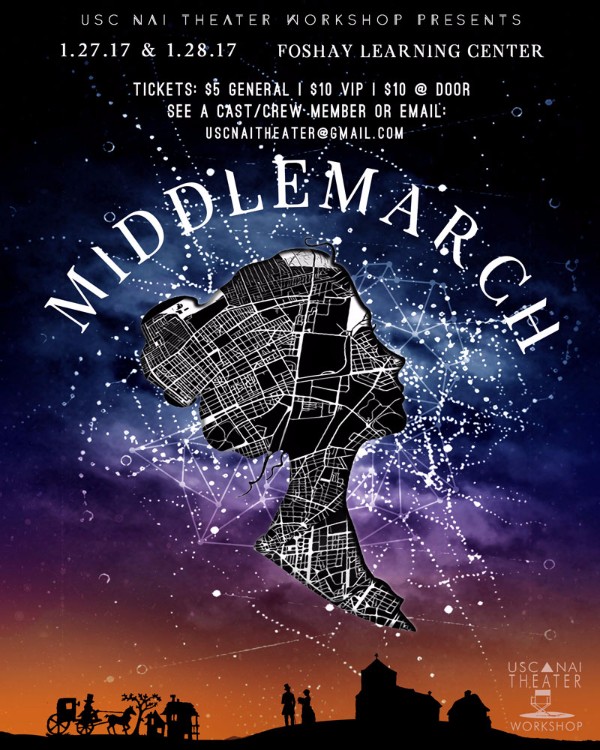 USC NAI THEATER WORKSHOP PRESENTS
1.27.17 & 1.28.17 FOSHAY LEARNING CENTER
TICKETS: $5 GENERAL | $10 VIP | $10 @ DOOR
SEE A CAST/CREW MEMBER OR EMAIL:
USCNAITHEATER@GMAIL.COM
MIDDLEMARCH
USC NAI
THEATER
WORKSHOP